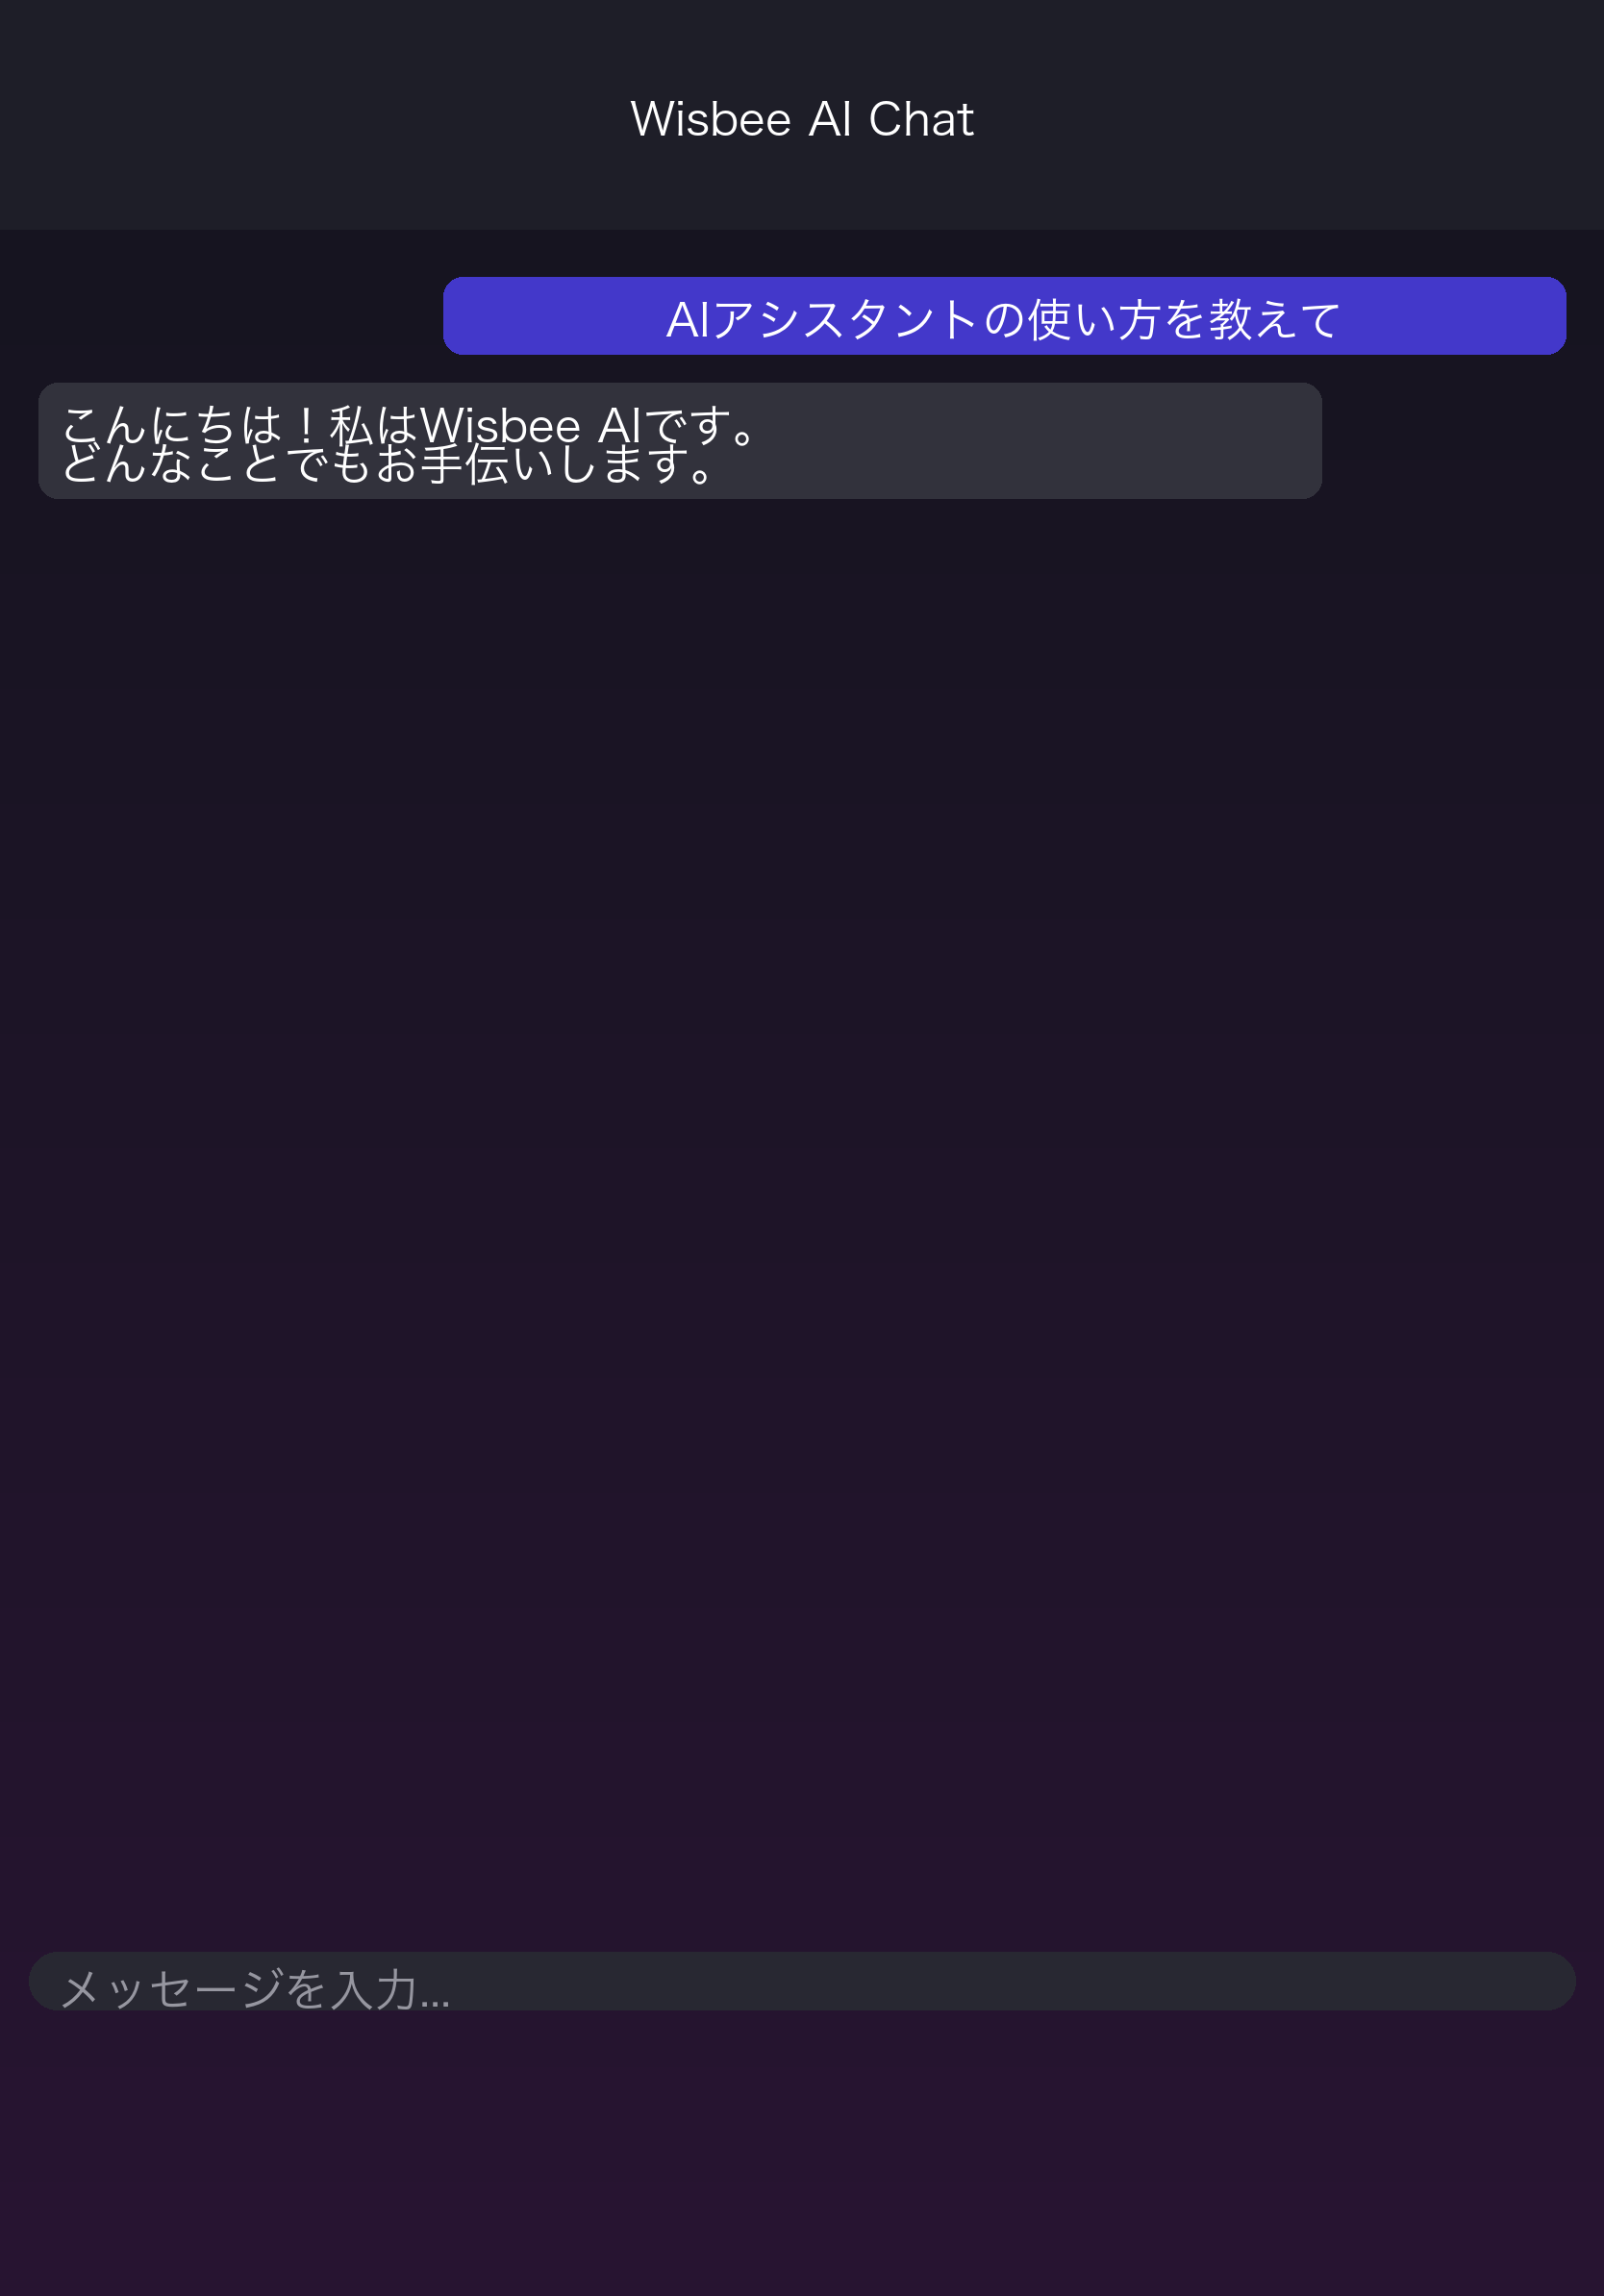 Wisbee AI Chat
AIアシスタントの使い方を教えて
こんにちは！私はWisbee AIです。
どんなことでもお手伝いします。
メッセージを入力...